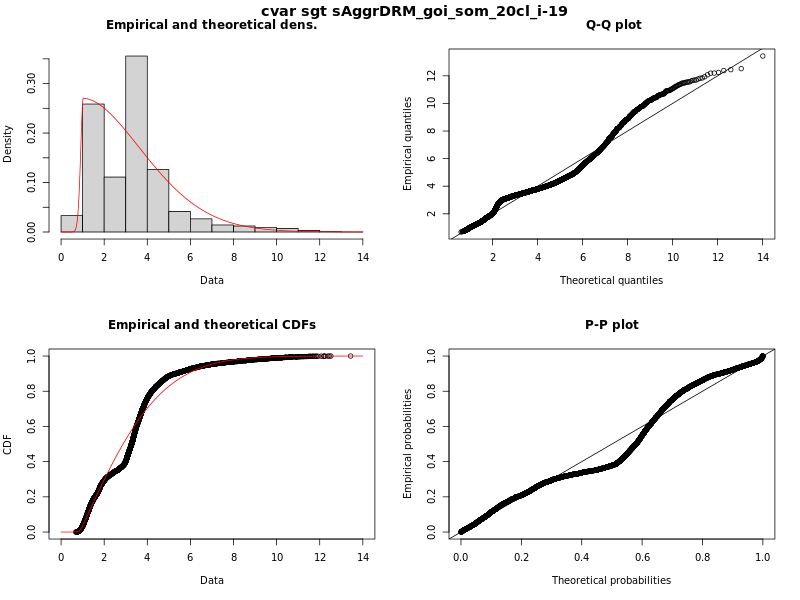 cvar sgt sAggrDRM_goi_som_20cl_i-19
Empirical and theoretical dens.
Density
0.00 0.10 0.20 0.30
0 2 4 6 8 10 12 14
Data
Q-Q plot
Empirical quantiles
2 4 6 8 10 12
2 4 6 8 10 12 14
Theoretical quantiles
Empirical and theoretical CDFs
CDF
0.0 0.2 0.4 0.6 0.8 1.0
0 2 4 6 8 10 12 14
Data
P-P plot
Empirical probabilities
0.0 0.2 0.4 0.6 0.8 1.0
0.0 0.2 0.4 0.6 0.8 1.0
Theoretical probabilities